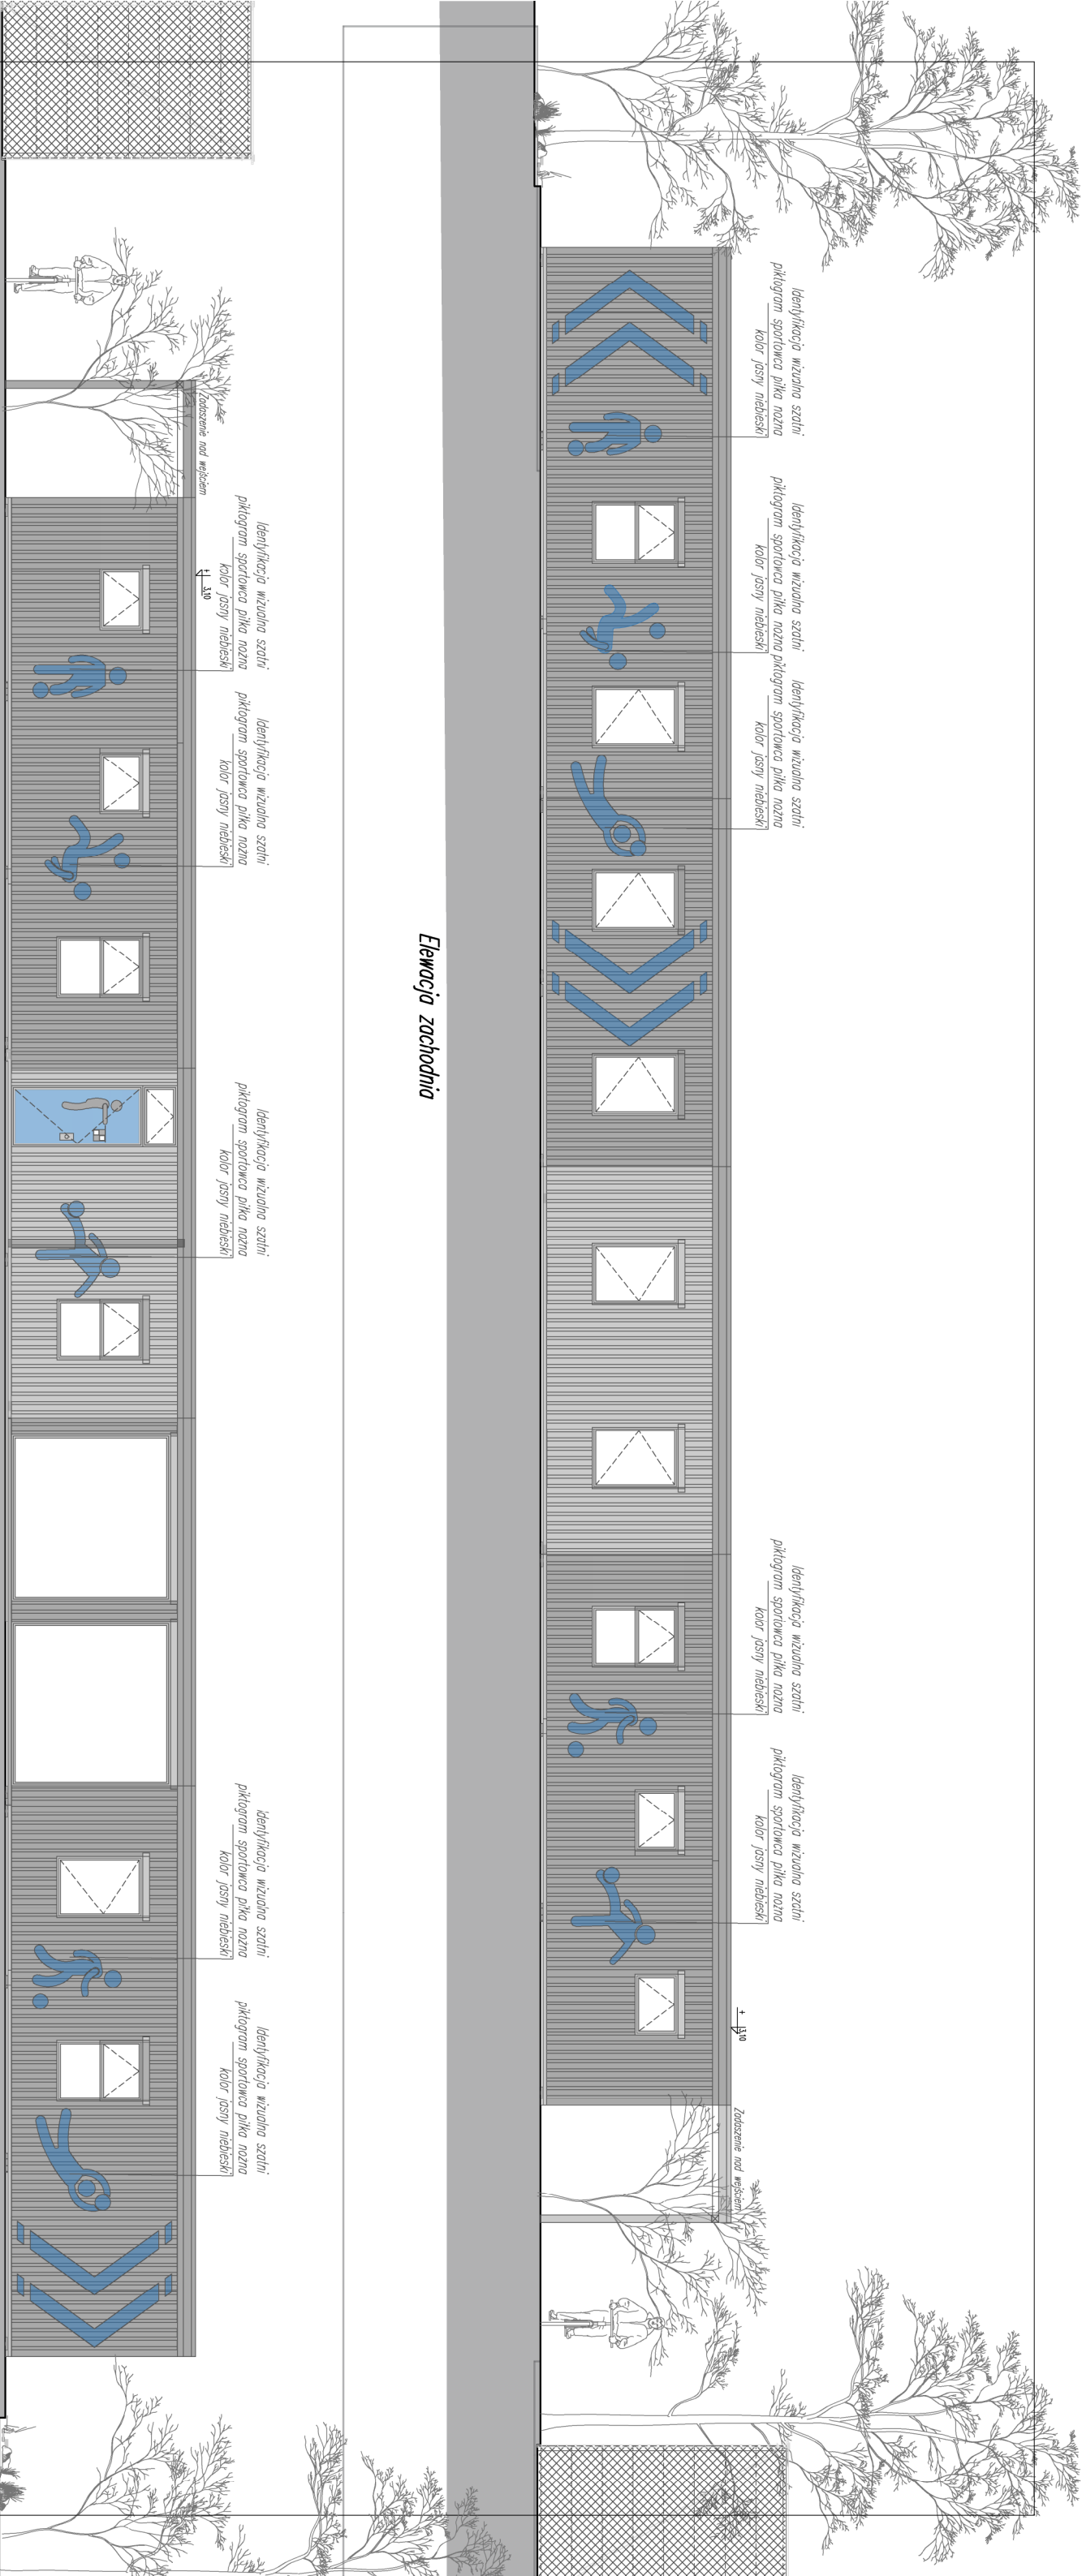 Identyfikacja wizualna szatni
piktogram sportowca piłka nożna
kolor jasny niebieski
Identyfikacja wizualna szatni
piktogram sportowca piłka nożna
kolor jasny niebieski
Identyfikacja wizualna szatni
piktogram sportowca piłka nożna
kolor jasny niebieski
Identyfikacja wizualna szatni
piktogram sportowca piłka nożna
kolor jasny niebieski
Identyfikacja wizualna szatni
piktogram sportowca piłka nożna
kolor jasny niebieski
+ 3,10
Zadaszenie nad wejściem
Elewacja zachodnia
Identyfikacja wizualna szatni
piktogram sportowca piłka nożna
kolor jasny niebieski
Identyfikacja wizualna szatni
piktogram sportowca piłka nożna
kolor jasny niebieski
Identyfikacja wizualna szatni
piktogram sportowca piłka nożna
kolor jasny niebieski
identyfikacja wizualna szatni
piktogram sportowca piłka nożna
kolor jasny niebieski
Identyfikacja wizualna szatni
piktogram sportowca piłka nożna
kolor jasny niebieski
Zadaszenie nad wejściem
+ 3,10